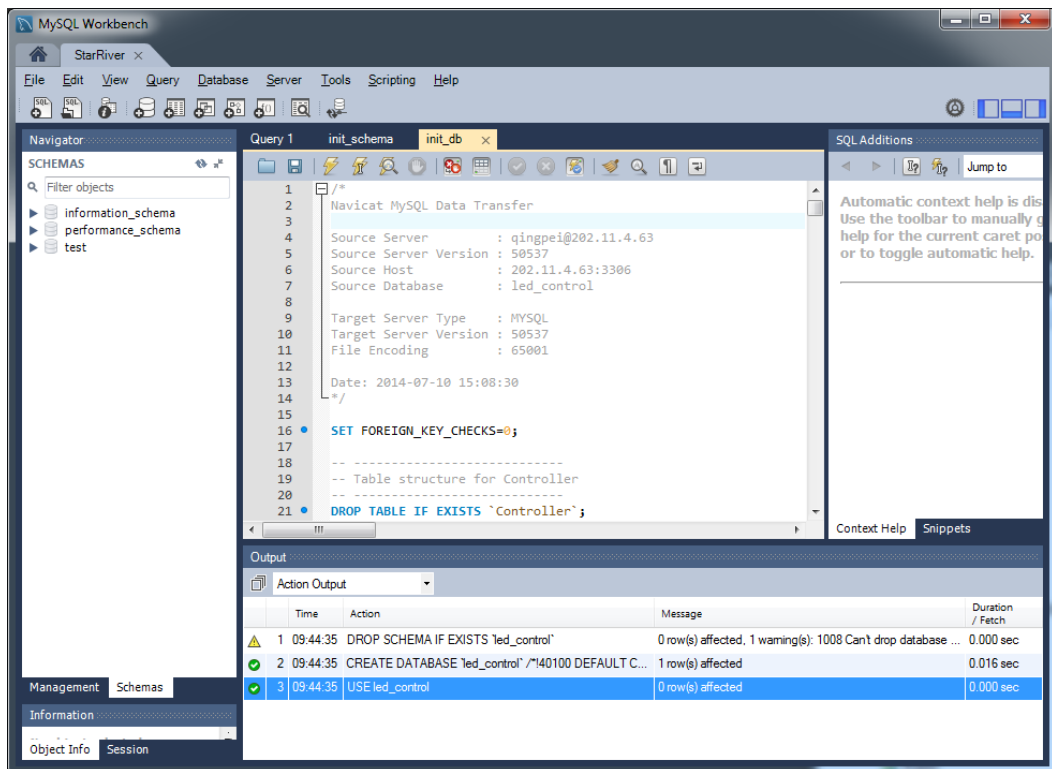 MySQL Workbench
StarRiver
File Edit View Query Database Server Tools Scripting Help
Navigator
SCHEMAS
Filter objects
information_schema
performance_schema
test
Management Schemas
Information
Object Info Session
Query 1 init_schema init_db
1 /*
2 Navicat MySQL Data Transfer
3
4 Source Server : qingpei@202.11.4.63
5 Source Server Version : 50537
6 Source Host : 202.11.4.63:3306
7 Source Database : led_control
8
9 Target Server Type : MYSQL
10 Target Server Version : 50537
11 File Encoding : 65001
12
13 Date: 2014-07-10 15:08:30
14 */
15
16 SET FOREIGN_KEY_CHECKS=0;
17
18 -- ----------------------------
19 -- Table structure for Controller
20 -- ----------------------------
21 DROP TABLE IF EXISTS `Controller`;
SQL Additions
Jump to
Automatic context help is dis
Use the toolbar to manually g
help for the current caret po
or to toggle automatic help.
Context Help Snippets
Output
Action Output
Time Action Message Duration / Fetch
1 09:44:35 DROP SCHEMA IF EXISTS `led_control` 0 row(s) affected, 1 warning(s): 1008 Can't drop database ... 0.000 sec
2 09:44:35 CREATE DATABASE `led_control` /*!40100 DEFAULT C... 1 row(s) affected 0.016 sec
3 09:44:35 USE led_control 0 row(s) affected 0.000 sec